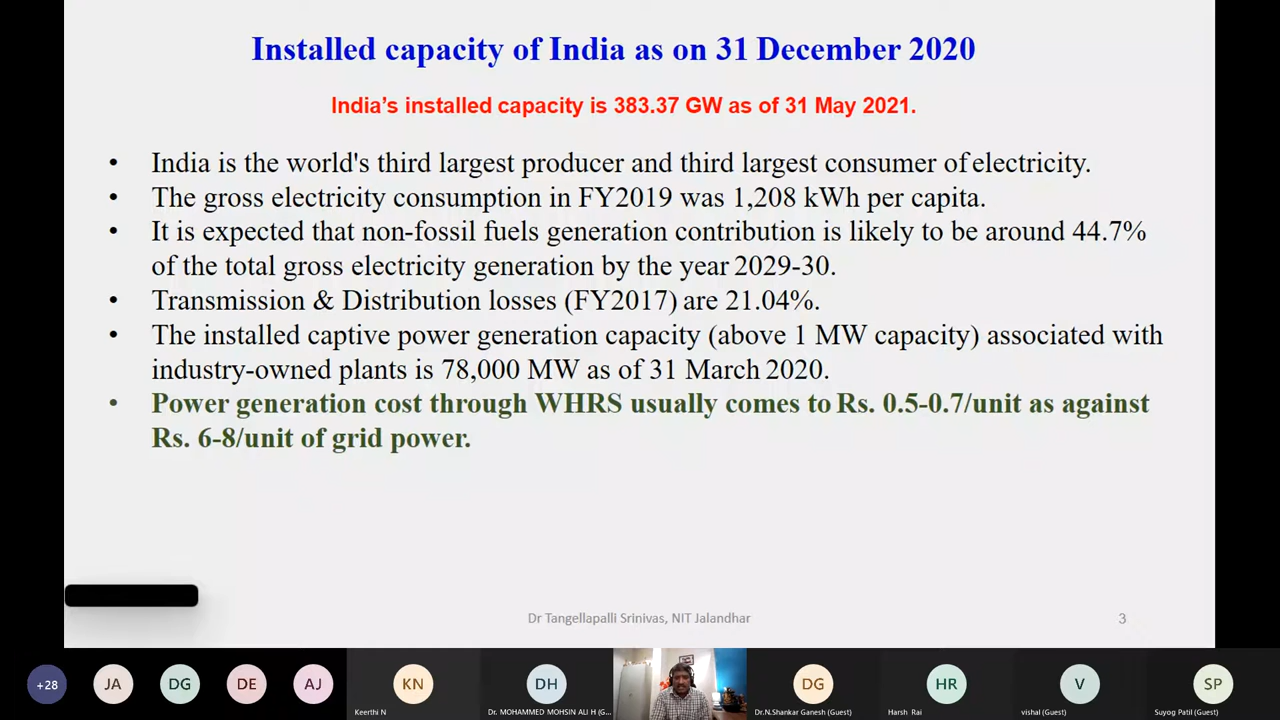 Installed capacity of India as on 31 December 2020
India’s installed capacity is 383.37 GW as of 31 May 2021.
• India is the world's third largest producer and third largest consumer of electricity.
• The gross electricity consumption in FY2019 was 1,208 kWh per capita.
• It is expected that non-fossil fuels generation contribution is likely to be around 44.7%
of the total gross electricity generation by the year 2029-30.
• Transmission & Distribution losses (FY2017) are 21.04%.
• The installed captive power generation capacity (above 1 MW capacity) associated with
industry-owned plants is 78,000 MW as of 31 March 2020.
• Power generation cost through WHRS usually comes to Rs. 0.5-0.7/unit as against
Rs. 6-8/unit of grid power.
Dr Tangellapalli Srinivas, NIT Jalandhar 3
+28 JA DG DE AJ KN DH DG HR V SP
Keerthi N Dr. MOHAMMED MOHSIN ALI H (G... Dr.N.Shankar Ganesh (Guest) Harsh Rai vishal (Guest) Suyog Patil (Guest)